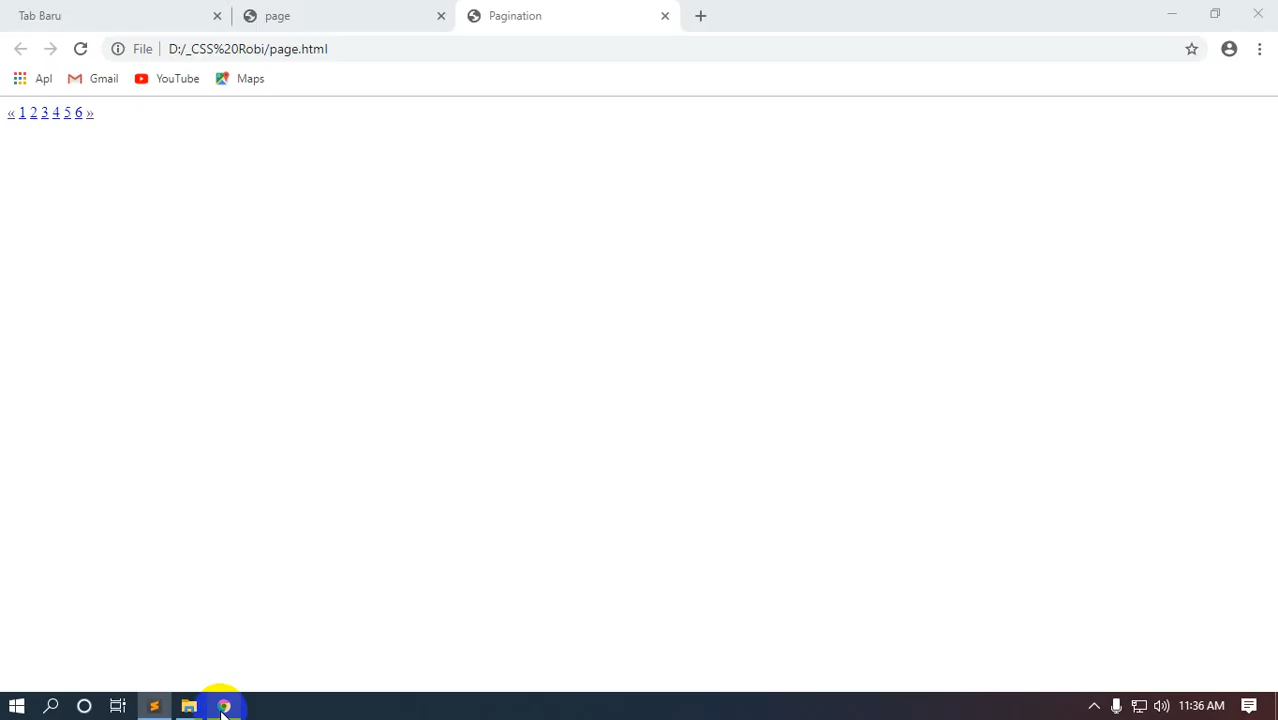 Tab Baru page Pagination
File D:/_CSS%20Robi/page.html
Apl Gmail YouTube Maps
« 1 2 3 4 5 6 »
11:36 AM